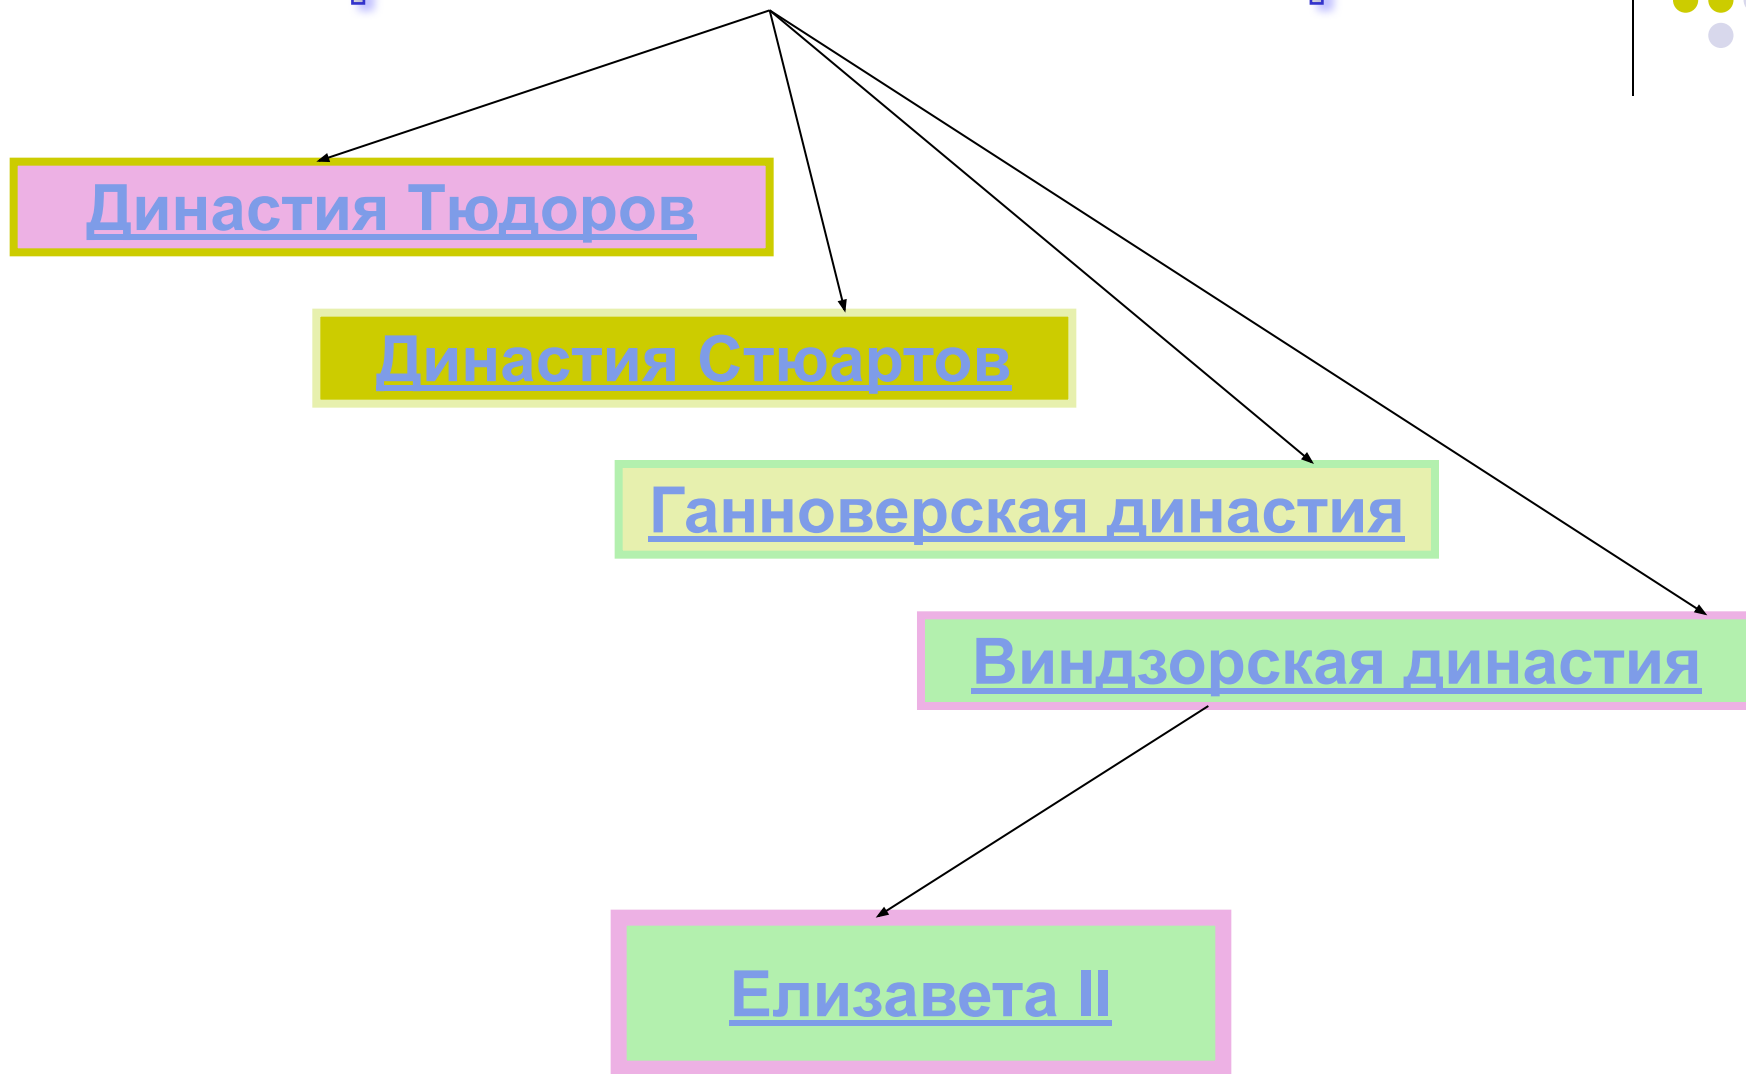 Династия Тюдоров
Династия Стюартов
Ганноверская династия
Виндзорская династия
Елизавета II